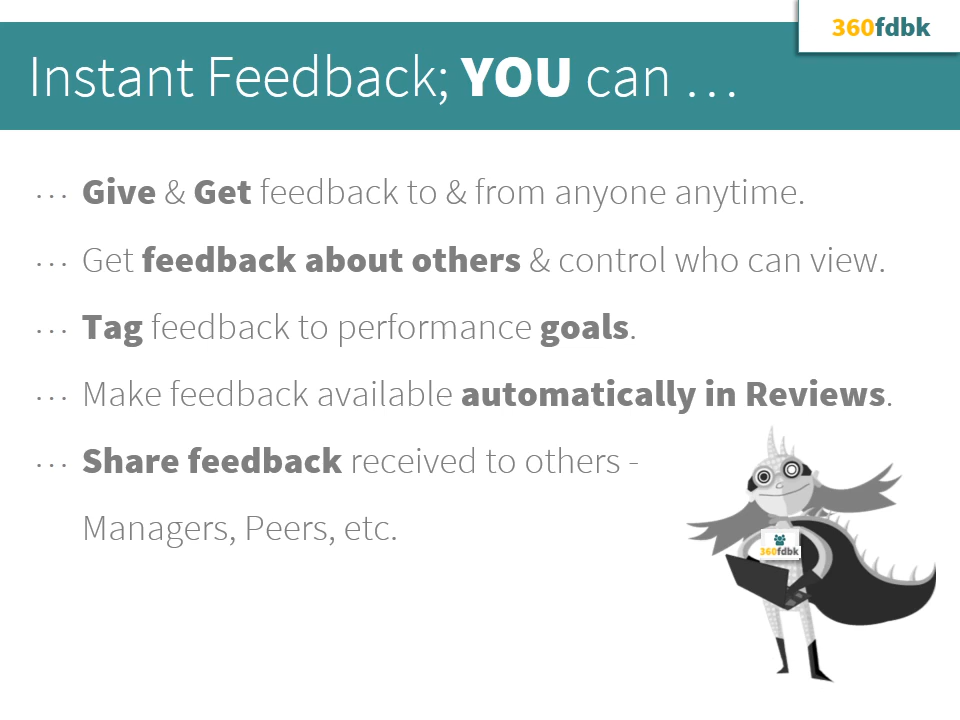 360fdbk
Instant Feedback; YOU can ...
... Give & Get feedback to & from anyone anytime.
... Get feedback about others & control who can view.
... Tag feedback to performance goals.
... Make feedback available automatically in Reviews.
... Share feedback received to others -
Managers, Peers, etc.
360fdbk